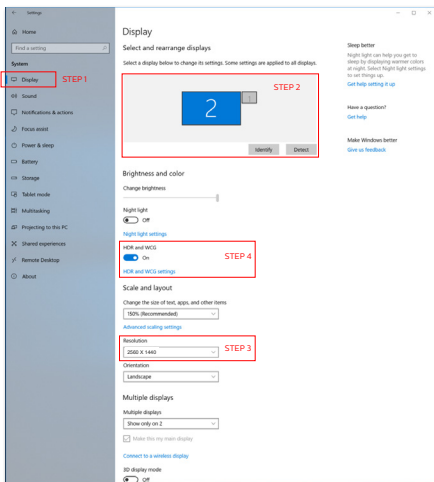 Settings
Home
Find a setting
System
Display
STEP 1
Sound
Notifications & actions
Focus assist
Power & sleep
Battery
Storage
Tablet mode
Multitasking
Projecting to this PC
Shared experiences
Remote Desktop
About
Display
Select and rearrange displays
Select a display below to change its settings. Some settings are applied to all displays.
STEP 2
2
1
Identify
Detect
Brightness and color
Change brightness
Night light
Off
Night light settings
HDR and WCG
On
STEP 4
HDR and WCG settings
Scale and layout
Change the size of text, apps, and other items
150% (Recommended)
Advanced scaling settings
Resolution
2560 X 1440
STEP 3
Orientation
Landscape
Multiple displays
Multiple displays
Show only on 2
Make this my main display
Connect to a wireless display
3D display mode
Off
Sleep better
Night light can help you get to
sleep by displaying warmer colors
at night. Select Night light settings
to set things up.
Get help setting it up
Have a question?
Get help
Make Windows better
Give us feedback